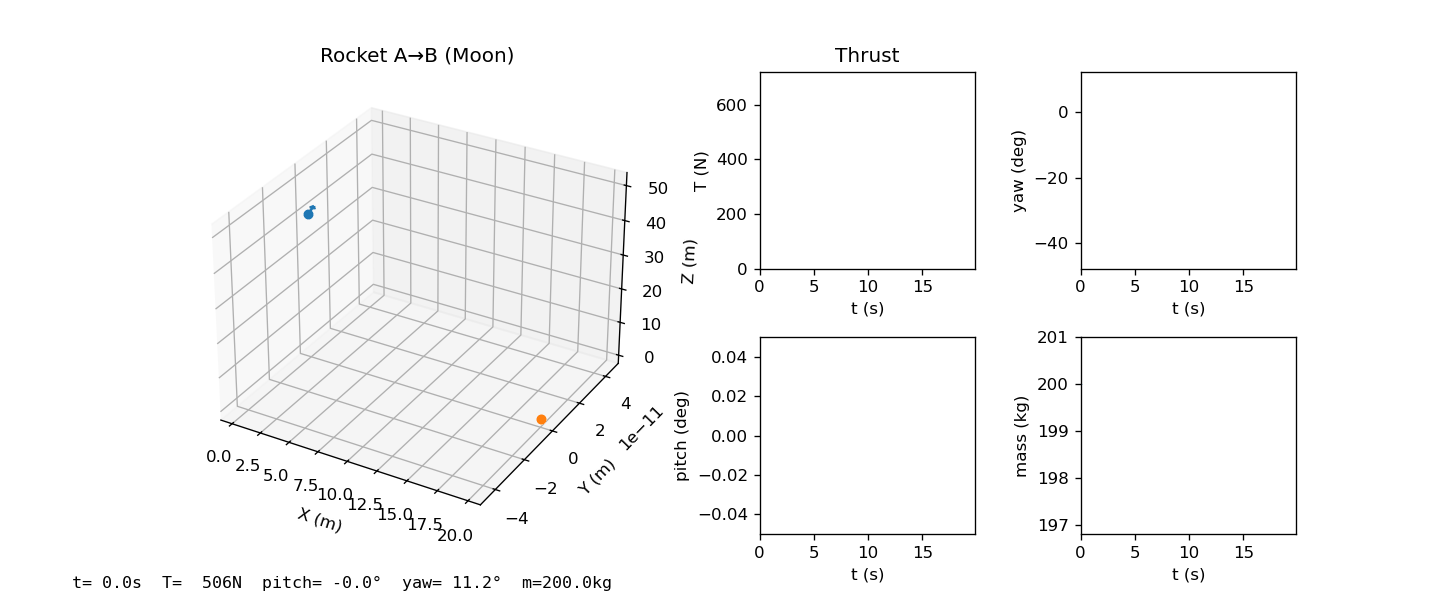 Rocket A→B (Moon)
50
40
30
20
10
0
Z (m)
4
2
0
−2
−4
1e−11
Y (m)
0.0
2.5
5.0
7.5
10.0
12.5
15.0
17.5
20.0
X (m)
Thrust
600
400
200
0
T (N)
0 5 10 15
t (s)
0
−20
−40
yaw (deg)
0 5 10 15
t (s)
0.04
0.02
0.00
−0.02
−0.04
pitch (deg)
0 5 10 15
t (s)
201
200
199
198
197
mass (kg)
0 5 10 15
t (s)
t= 0.0s  T=  506N  pitch= -0.0°  yaw= 11.2°  m=200.0kg